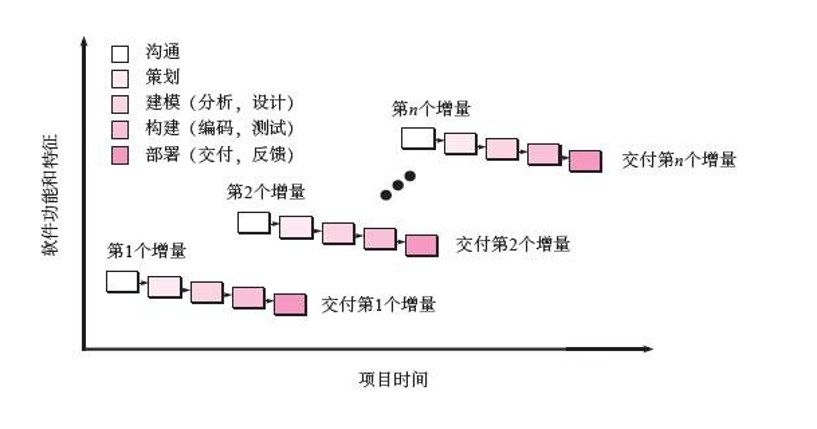 沟通
策划
建模（分析，设计）
构建（编码，测试）
部署（交付，反馈）
第n个增量
交付第n个增量
第2个增量
交付第2个增量
第1个增量
交付第1个增量
软件功能和特征
项目时间